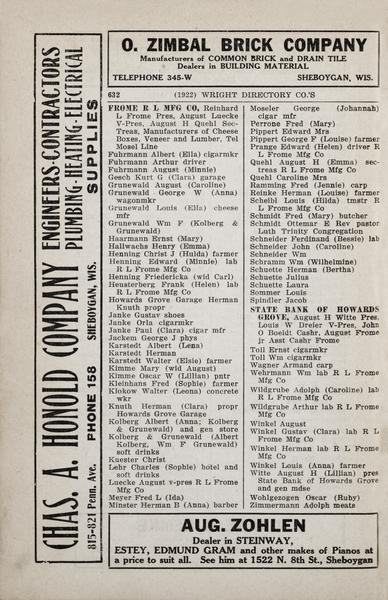 CHAS. A. HONOLD COMPANY
ENGINEERS-CONTRACTORS
PLUMBING-HEATING-ELECTRICAL
SUPPLIES
815-821 Penn. Ave. PHONE 158 SHEBOYGAN, WIS.
O. ZIMBAL BRICK COMPANY
Manufacturers of COMMON BRICK and DRAIN TILE
Dealers in BUILDING MATERIAL
TELEPHONE 345-W SHEBOYGAN, WIS.
632 (1922) WRIGHT DIRECTORY CO.'S
FROME R L MFG CO, Reinhard
L Frome Pres, August Luecke
V-Pres, August H Quehl Sec-
Treas, Manufacturers of Cheese
Boxes, Veneer and Lumber, Tel
Mosel Line
Fuhrmann Albert (Ella) cigarmkr
Fuhrmann Arthur driver
Fuhrmann August (Minnie)
Gesch Kurt G (Clara) garage
Grunewald August (Caroline)
Grunewald George W (Anna)
wagonmkr
Grunewald Louis (Ella) cheese
mfr
Grunewald Wm F (Kolberg &
Grunewald)
Haarmann Ernst (Mary)
Hallwachs Henry (Emma)
Henning Christ J (Hulda) farmer
Henning Edward (Minnie) lab
R L Frome Mfg Co
Henning Friedericka (wid Carl)
Heusterberg Frank (Helen) lab
R L Frome Mfg Co
Howards Grove Garage Herman
Knuth propr
Janke Gustav shoes
Janke Orla cigarmkr
Janke Paul (Clara) cigar mfr
Jackem George J phys
Karstedt Albert (Lena)
Karstedt Herman
Karstedt Walter (Elsie) farmer
Kimme Mary (wid August)
Kimme Oscar W (Lillian) pntr
Kleinhans Fred (Sophie) farmer
Klokow Walter (Leona) concrete
wkr
Knuth Herman (Clara) propr
Howards Grove Garage
Kolberg Albert (Anna; Kolberg
& Grunewald) and gen store
Kolberg & Grunewald (Albert
Kolberg, Wm F Grunewald)
soft drinks
Kuester Christ
Lehr Charles (Sophie) hotel and
soft drinks
Luecke August v-pres R L Frome
Mfg Co
Meyer Fred L (Ida)
Minster Herman B (Anna) barber
Moseler George (Johannah)
cigar mfr
Perrone Fred (Mary)
Pippert Edward Mrs
Pippert George F (Louise) farmer
Prange Edward (Helen) driver R
L Frome Mfg Co
Quehl August H (Emma) sec-
treas R L Frome Mfg Co
Quehl Caroline Mrs
Ramming Fred (Jennie) carp
Reinke Herman (Louise) farmer
Scheibl Louis (Hilda) tmstr R
L Frome Mfg Co
Schmidt Fred (Mary) butcher
Schmidt Ottomar E Rev pastor
Luth Trinity Congregation
Schneider Ferdinand (Bessie) lab
Schneider John (Caroline)
Schneider Wm
Schramm Wm (Wilhelmine)
Schuette Herman (Bertha)
Schuette Julius
Schuette Laura
Sommer Louis
Spindler Jacob
STATE BANK OF HOWARDS
GROVE, August H Witte Pres,
Louis W Dreier V-Pres, John
O Boeldt Cashr, August Frome
jr Asst Cashr Frome
Toll Ernst cigarmkr
Toll Wm cigarmkr
Wagner Armand carp
Wehrmann Wm lab R L Frome
Mfg Co
Wildgrube Adolph (Caroline) lab
R L Frome Mfg Co
Wildgrube Arthur lab R L Frome
Mfg Co
Winkel August
Winkel Gustav (Clara) lab R L
Frome Mfg Co
Winkel Herman lab R L Frome
Mfg Co
Winkel Louis (Anna) farmer
Witte August H (Lillian) pres
State Bank of Howards Grove
and gen mdse
Wohlgezogen Oscar (Ruby)
Zimmermann Adolph meats
AUG. ZOHLEN
Dealer in STEINWAY,
ESTEY, EDMUND GRAM and other makes of Pianos at
a price to suit all. See him at 1522 N. 8th St., Sheboygan